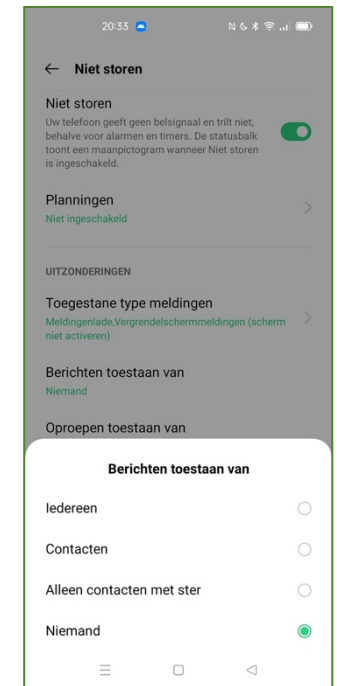 20:33
Niet storen
Niet storen
Uw telefoon geeft geen belsignaal en trilt niet,
behalve voor alarmen en timers. De statusbalk
toont een maanpictogram wanneer Niet storen
is ingeschakeld.
Planningen
Niet ingeschakeld
UITZONDERINGEN
Toegestane type meldingen
Meldingenlade,Vergrendelschermmeldingen (scherm
niet activeren)
Berichten toestaan van
Niemand
Oproepen toestaan van
Berichten toestaan van
Iedereen
Contacten
Alleen contacten met ster
Niemand